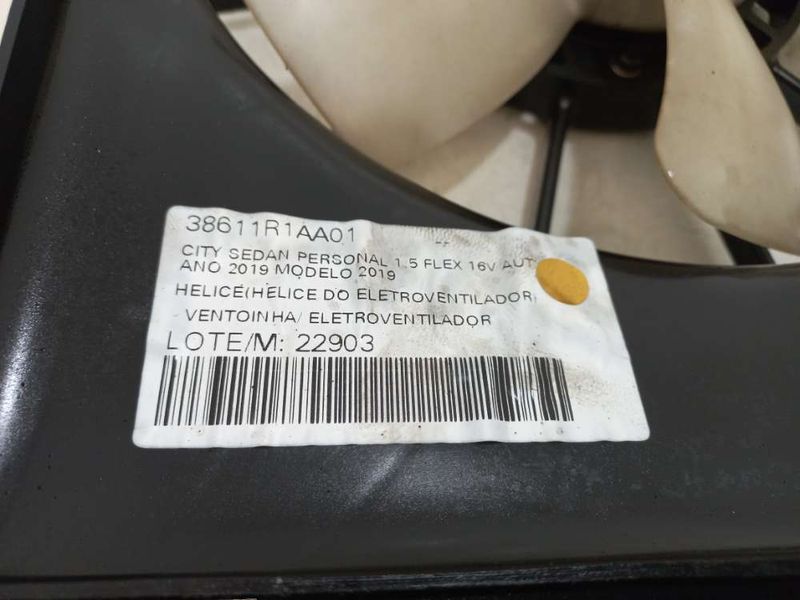 38611R1AA01
CITY SEDAN PERSONAL 1.5 FLEX 16V AUT
ANO 2019 MODELO 2019
HELICE(HELICE DO ELETROVENTILADOR)
VENTOINHA/ ELETROVENTILADOR
LOTE/M: 22903